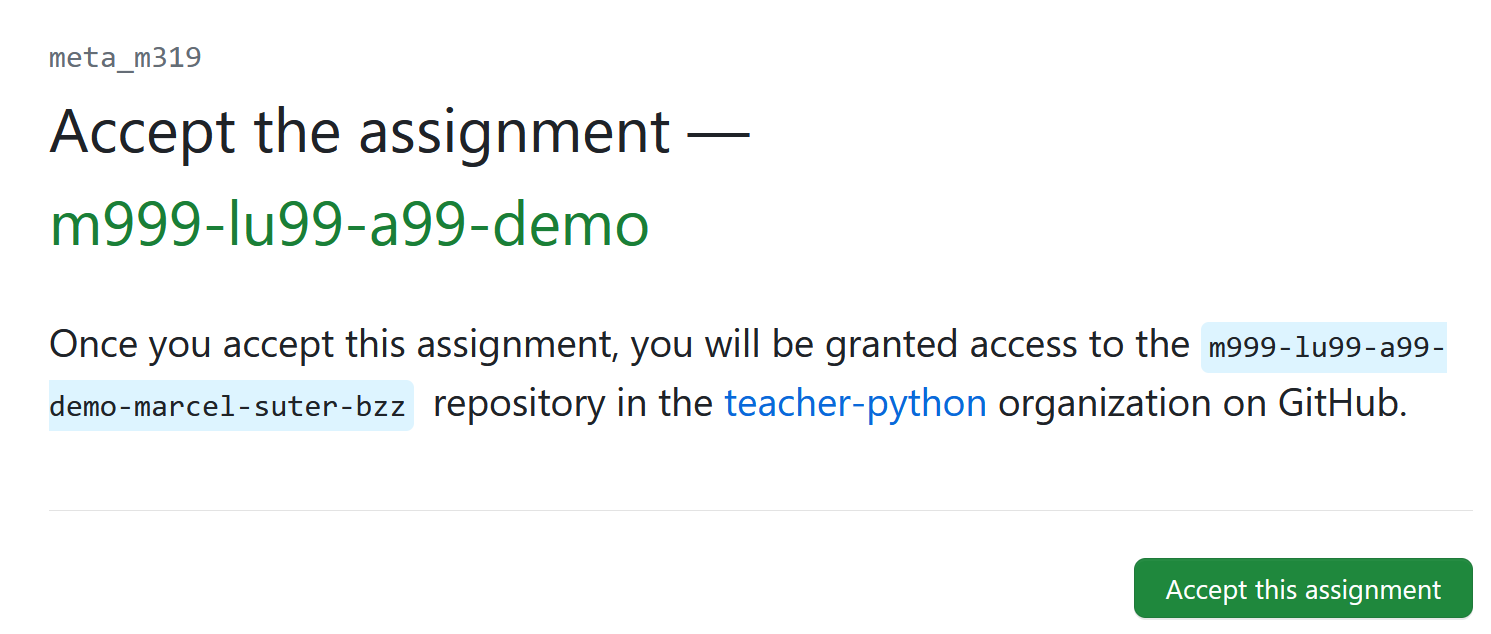 meta_m319
Accept the assignment —
m999-lu99-a99-demo
Once you accept this assignment, you will be granted access to the m999-lu99-a99-
demo-marcel-suter-bzz repository in the teacher-python organization on GitHub.
Accept this assignment